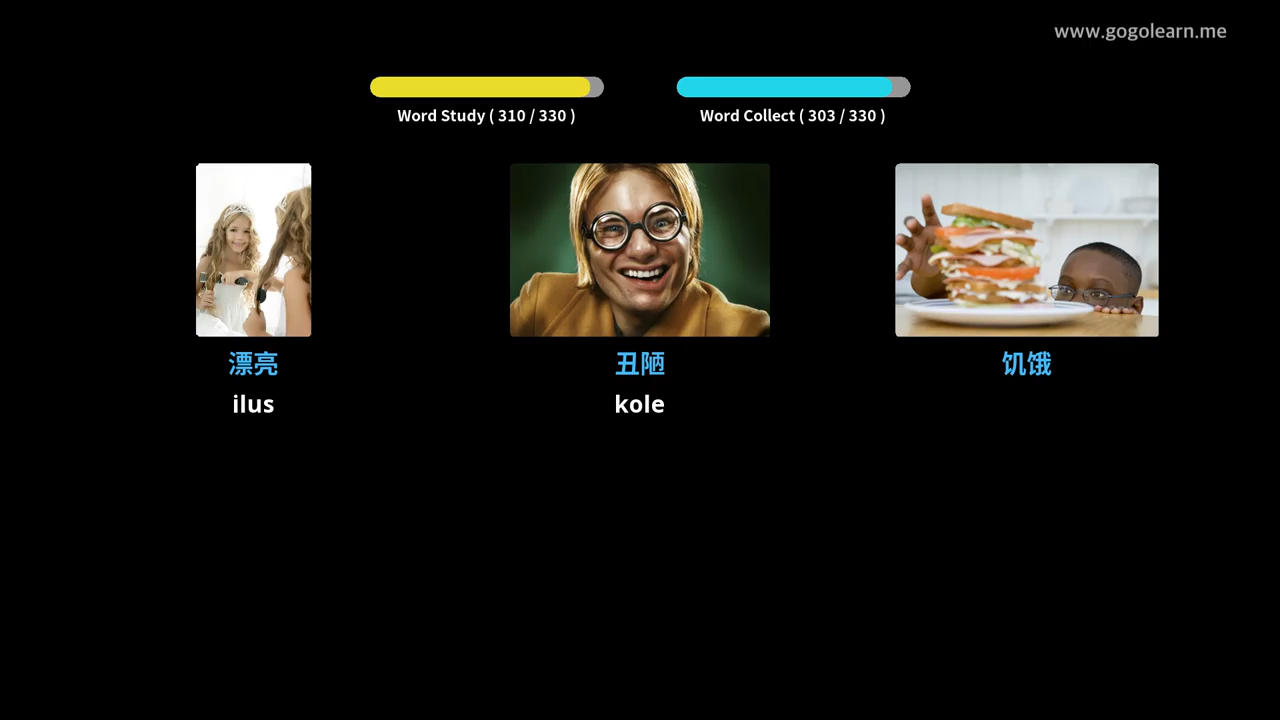 www.gogolearn.me
Word Study ( 310 / 330 )
Word Collect ( 303 / 330 )
漂亮
丑陋
饥饿
ilus
kole